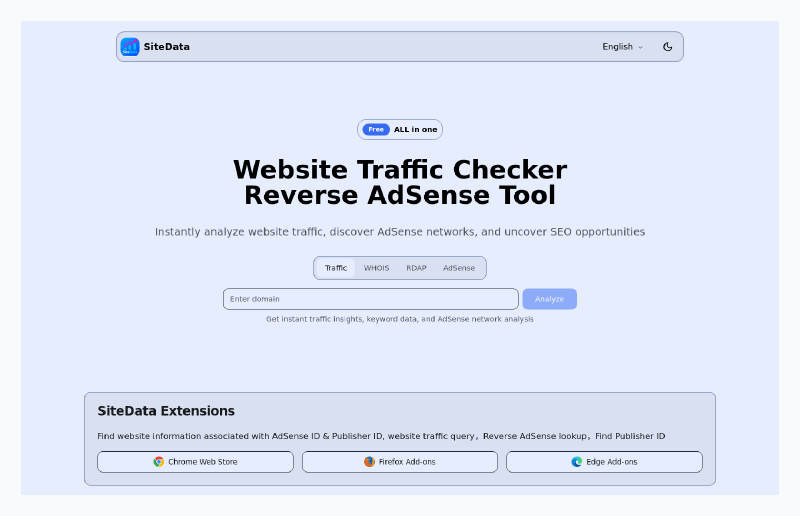 SiteData
English
Free ALL in one
Website Traffic Checker
Reverse AdSense Tool
Instantly analyze website traffic, discover AdSense networks, and uncover SEO opportunities
Traffic WHOIS RDAP AdSense
Enter domain Analyze
Get instant traffic insights, keyword data, and AdSense network analysis
SiteData Extensions
Find website information associated with AdSense ID & Publisher ID, website traffic query，Reverse AdSense lookup，Find Publisher ID
Chrome Web Store Firefox Add-ons Edge Add-ons